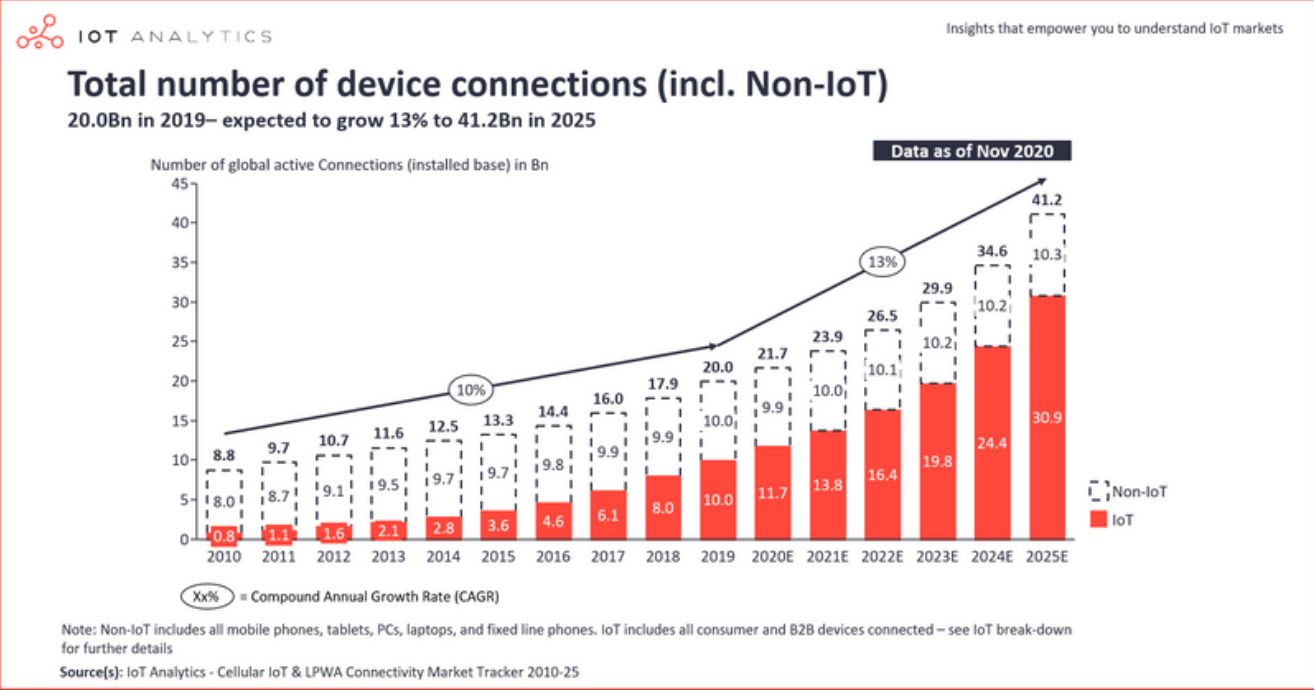 IOT ANALYTICS
Insights that empower you to understand IoT markets
Total number of device connections (incl. Non-IoT)
20.0Bn in 2019– expected to grow 13% to 41.2Bn in 2025
Data as of Nov 2020
Number of global active Connections (installed base) in Bn
45
40
35
30
25
20
15
10
5
0
10%
13%
8.8 9.7 10.7 11.6 12.5 13.3 14.4 16.0 17.9 20.0 21.7 23.9 26.5 29.9 34.6 41.2
8.0 8.7 9.1 9.5 9.7 9.7 9.8 9.9 9.9 10.0 9.9 10.0 10.1 10.2 10.2 10.3
0.8 1.1 1.6 2.1 2.8 3.6 4.6 6.1 8.0 10.0 11.7 13.8 16.4 19.8 24.4 30.9
2010 2011 2012 2013 2014 2015 2016 2017 2018 2019 2020E 2021E 2022E 2023E 2024E 2025E
Non-IoT
IoT
Xx% = Compound Annual Growth Rate (CAGR)
Note: Non-IoT includes all mobile phones, tablets, PCs, laptops, and fixed line phones. IoT includes all consumer and B2B devices connected – see IoT break-down
for further details
Source(s): IoT Analytics - Cellular IoT & LPWA Connectivity Market Tracker 2010-25